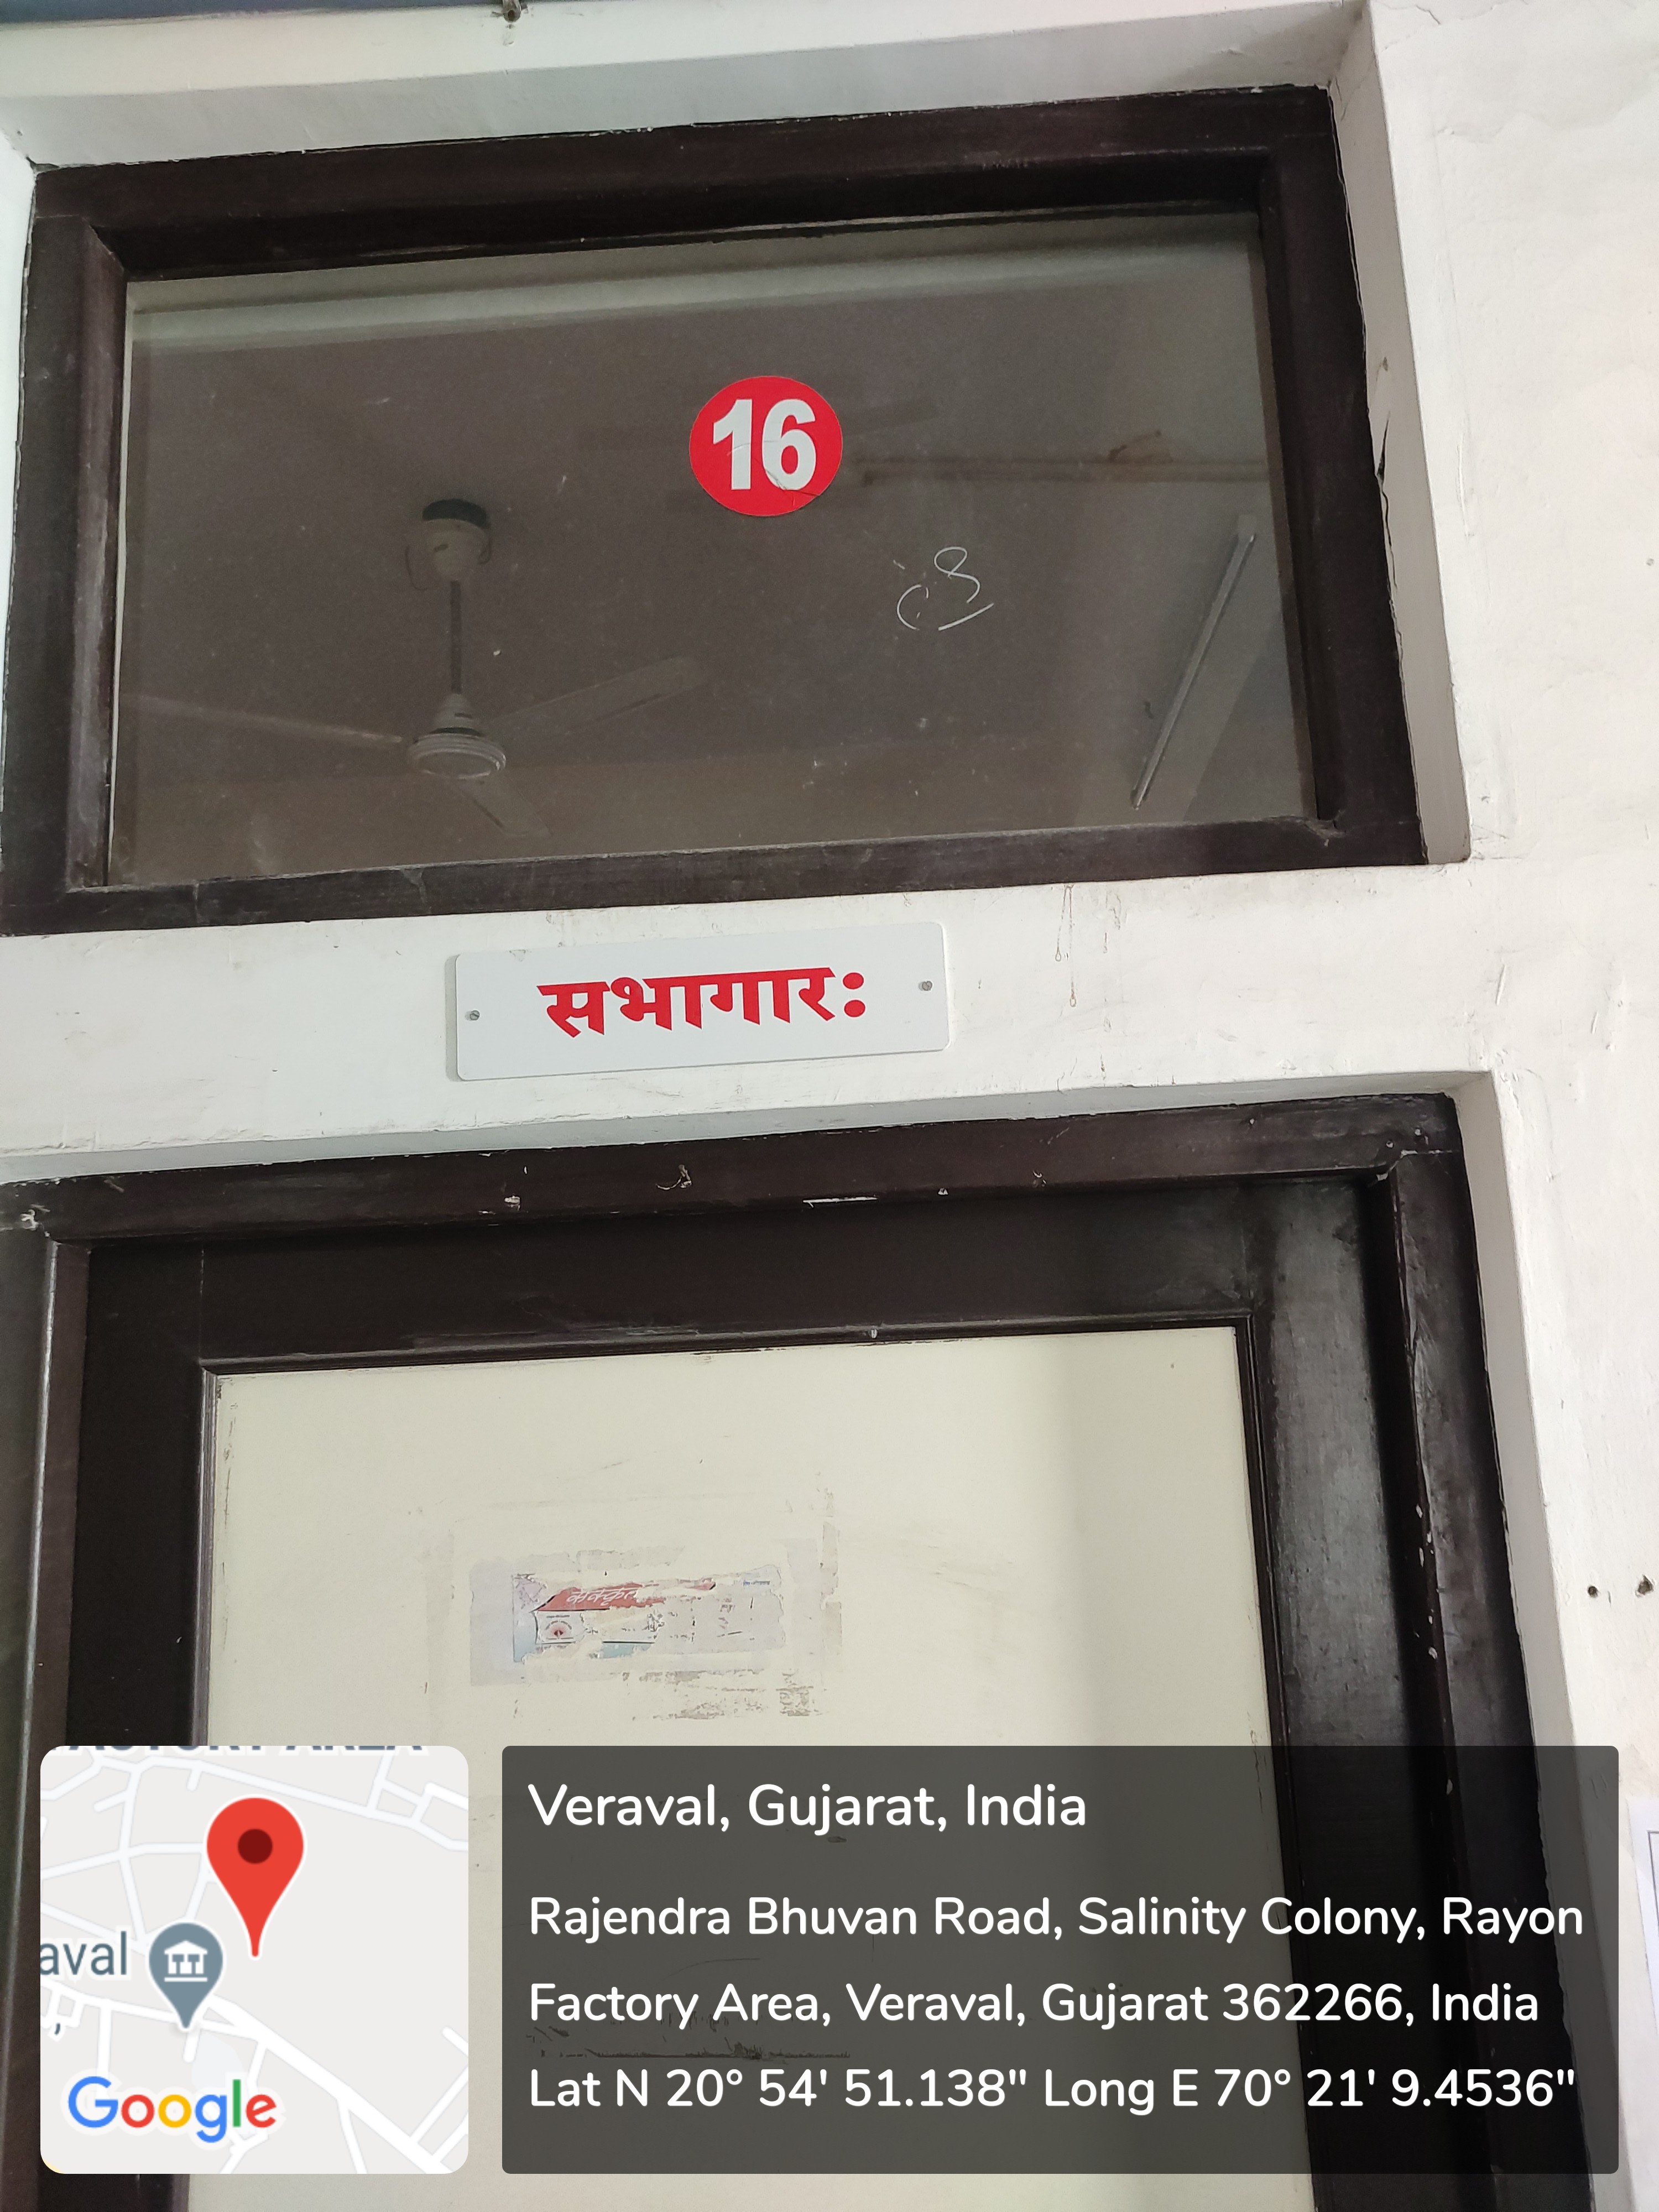 16
सभागारः
Veraval, Gujarat, India
Rajendra Bhuvan Road, Salinity Colony, Rayon
Factory Area, Veraval, Gujarat 362266, India
Lat N 20° 54' 51.138" Long E 70° 21' 9.4536"
aval
Google